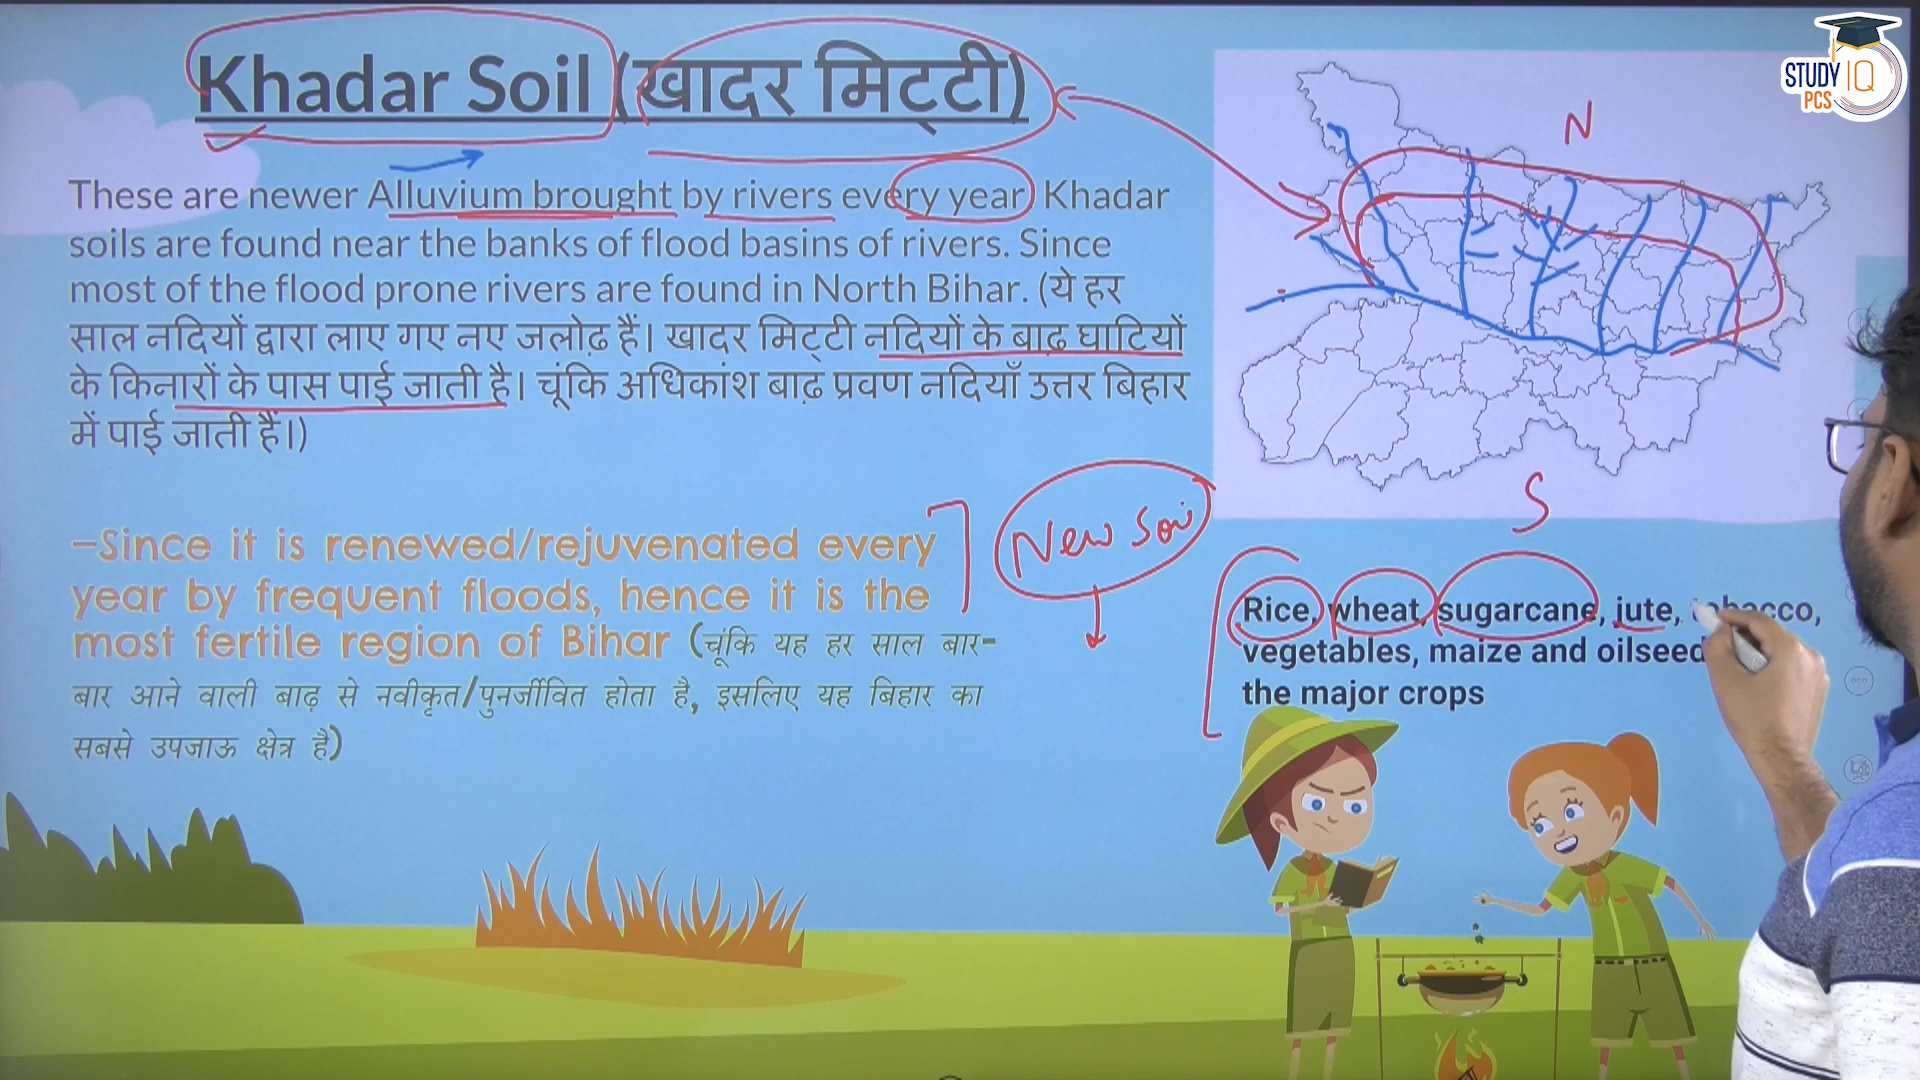 Khadar Soil (खादर मिट्टी)
These are newer Alluvium brought by rivers every year Khadar
soils are found near the banks of flood basins of rivers. Since
most of the flood prone rivers are found in North Bihar. (ये हर
साल नदियों द्वारा लाए गए नए जलोढ़ हैं। खादर मिट्टी नदियों के बाढ़ घाटियों
के किनारों के पास पाई जाती है। चूंकि अधिकांश बाढ़ प्रवण नदियाँ उत्तर बिहार
में पाई जाती हैं।)
–Since it is renewed/rejuvenated every
year by frequent floods, hence it is the
most fertile region of Bihar (चूंकि यह हर साल बार-
बार आने वाली बाढ़ से नवीकृत/पुनर्जीवित होता है, इसलिए यह बिहार का
सबसे उपजाऊ क्षेत्र है)
New Soil
N
S
Rice, wheat, sugarcane, jute, tobacco,
vegetables, maize and oilseed
the major crops
STUDY IQ
PCS